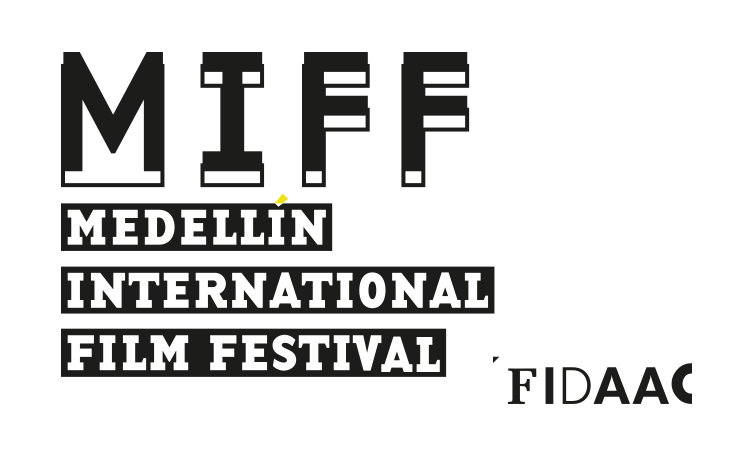 MIFF
MEDELLÍN
INTERNATIONAL
FILM FESTIVAL
FIDAAC